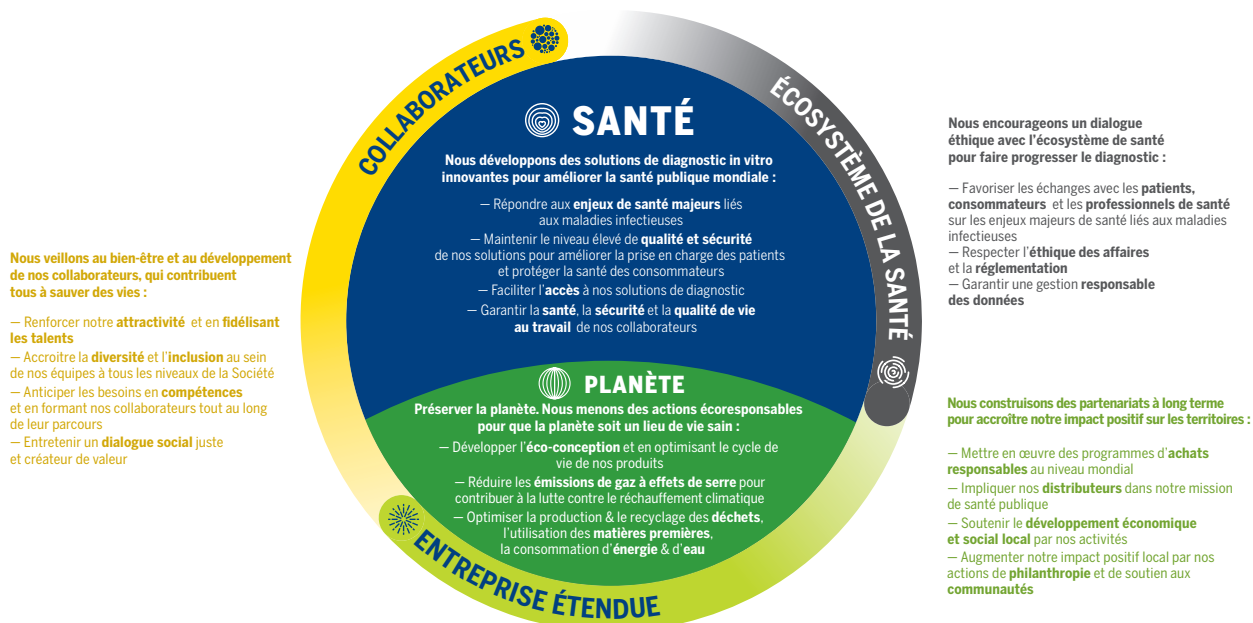 COLLABORATEURS
ÉCOSYSTÈME DE LA SANTÉ
SANTÉ
Nous développons des solutions de diagnostic in vitro
innovantes pour améliorer la santé publique mondiale :
— Répondre aux enjeux de santé majeurs liés
aux maladies infectieuses
— Maintenir le niveau élevé de qualité et sécurité
de nos solutions pour améliorer la prise en charge des patients
et protéger la santé des consommateurs
— Faciliter l'accès à nos solutions de diagnostic
— Garantir la santé, la sécurité et la qualité de vie
au travail de nos collaborateurs
PLANÈTE
Préserver la planète. Nous menons des actions écoresponsables
pour que la planète soit un lieu de vie sain :
— Développer l'éco-conception et en optimisant le cycle de
vie de nos produits
— Réduire les émissions de gaz à effets de serre pour
contribuer à la lutte contre le réchauffement climatique
— Optimiser la production & le recyclage des déchets,
l'utilisation des matières premières,
la consommation d'énergie & d'eau
ENTREPRISE ÉTENDUE
Nous veillons au bien-être et au développement
de nos collaborateurs, qui contribuent
tous à sauver des vies :
— Renforcer notre attractivité et en fidélisant
les talents
— Accroitre la diversité et l'inclusion au sein
de nos équipes à tous les niveaux de la Société
— Anticiper les besoins en compétences
et en formant nos collaborateurs tout au long
de leur parcours
— Entretenir un dialogue social juste
et créateur de valeur
Nous encourageons un dialogue
éthique avec l'écosystème de santé
pour faire progresser le diagnostic :
— Favoriser les échanges avec les patients,
consommateurs et les professionnels de santé
sur les enjeux majeurs de santé liés aux maladies
infectieuses
— Respecter l'éthique des affaires
et la réglementation
— Garantir une gestion responsable
des données
Nous construisons des partenariats à long terme
pour accroître notre impact positif sur les territoires :
— Mettre en œuvre des programmes d'achats
responsables au niveau mondial
— Impliquer nos distributeurs dans notre mission
de santé publique
— Soutenir le développement économique
et social local par nos activités
— Augmenter notre impact positif local par nos
actions de philanthropie et de soutien aux
communautés